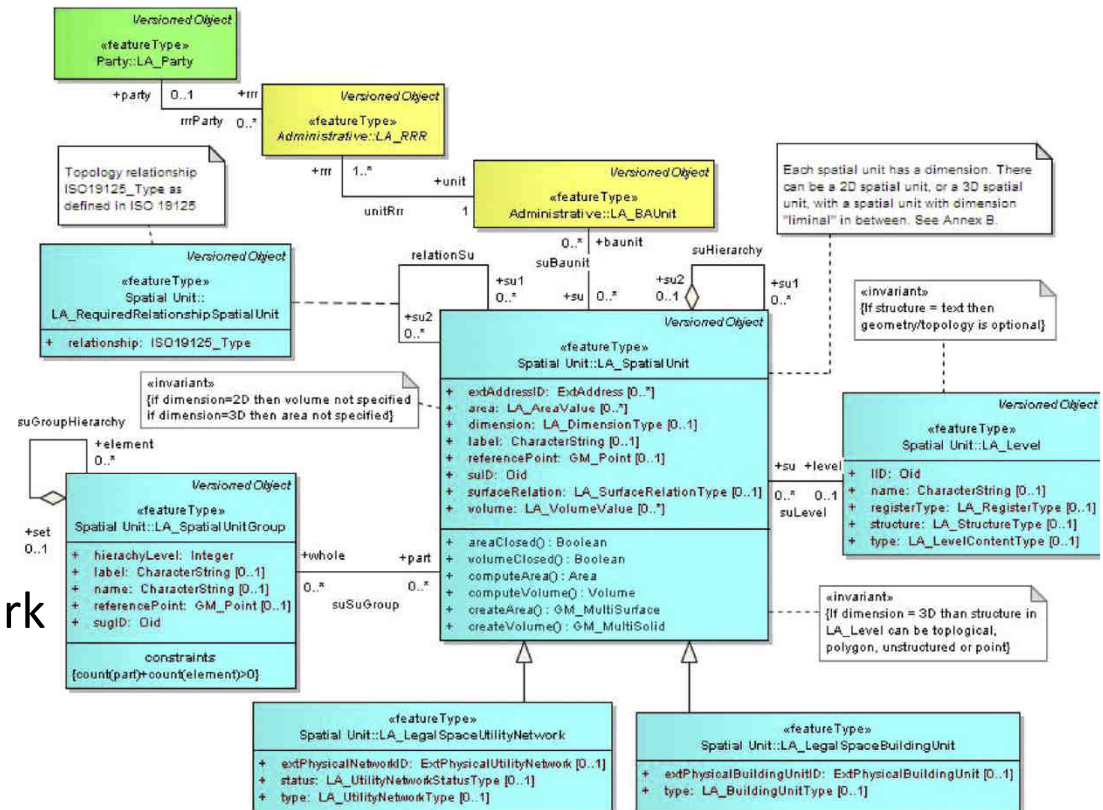 Versioned Object
«featureType»
Party::LA_Party
+party
0..1
+rrr
rrrParty
0..*
Versioned Object
«featureType»
Administrative::LA_RRR
+rrr
1..*
+unit
unitRrr
1
Versioned Object
«featureType»
Administrative::LA_BAUnit
Topology relationship
ISO19125_Type as
defined in ISO 19125
Each spatial unit has a dimension. There
can be a 2D spatial unit, or a 3D spatial
unit, with a spatial unit with dimension
"liminal" in between. See Annex B.
0..* +baunit
suBaunit
+su 0..*
relationSu
+su1
0..*
+su2
0..*
suHierarchy
+su2
0..1
+su1
0..*
Versioned Object
«featureType»
Spatial Unit::
LA_RequiredRelationshipSpatialUnit
+ relationship: ISO19125_Type
«invariant»
{If structure = text then
geometry/topology is optional}
«invariant»
{if dimension=2D then volume not specified
if dimension=3D then area not specified}
Versioned Object
«featureType»
Spatial Unit::LA_SpatialUnit
+ extAddressID: ExtAddress [0..*]
+ area: LA_AreaValue [0..*]
+ dimension: LA_DimensionType [0..1]
+ label: CharacterString [0..1]
+ referencePoint: GM_Point [0..1]
+ suID: Oid
+ surfaceRelation: LA_SurfaceRelationType [0..1]
+ volume: LA_VolumeValue [0..*]
+ areaClosed() : Boolean
+ volumeClosed() : Boolean
+ computeArea() : Area
+ computeVolume() : Volume
+ createArea() : GM_MultiSurface
+ createVolume() : GM_MultiSolid
+su +level
0..* 0..1
suLevel
Versioned Object
«featureType»
Spatial Unit::LA_Level
+ lID: Oid
+ name: CharacterString [0..1]
+ registerType: LA_RegisterType [0..1]
+ structure: LA_StructureType [0..1]
+ type: LA_LevelContentType [0..1]
suGroupHierarchy
+element
0..*
+set
0..1
Versioned Object
«featureType»
Spatial Unit::LA_SpatialUnitGroup
+ hierachyLevel: Integer
+ label: CharacterString [0..1]
+ name: CharacterString [0..1]
+ referencePoint: GM_Point [0..1]
+ sugID: Oid
constraints
{count(part)+count(element)>0}
+whole
0..*
+part
0..*
suSuGroup
rk
«invariant»
{If dimension = 3D than structure in
LA_Level can be toplogical,
polygon, unstructured or point}
«featureType»
Spatial Unit::LA_LegalSpaceUtilityNetwork
+ extPhysicalNetworkID: ExtPhysicalUtilityNetwork [0..1]
+ status: LA_UtilityNetworkStatusType [0..1]
+ type: LA_UtilityNetworkType [0..1]
«featureType»
Spatial Unit::LA_LegalSpaceBuildingUnit
+ extPhysicalBuildingUnitID: ExtPhysicalBuildingUnit [0..1]
+ type: LA_BuildingUnitType [0..1]